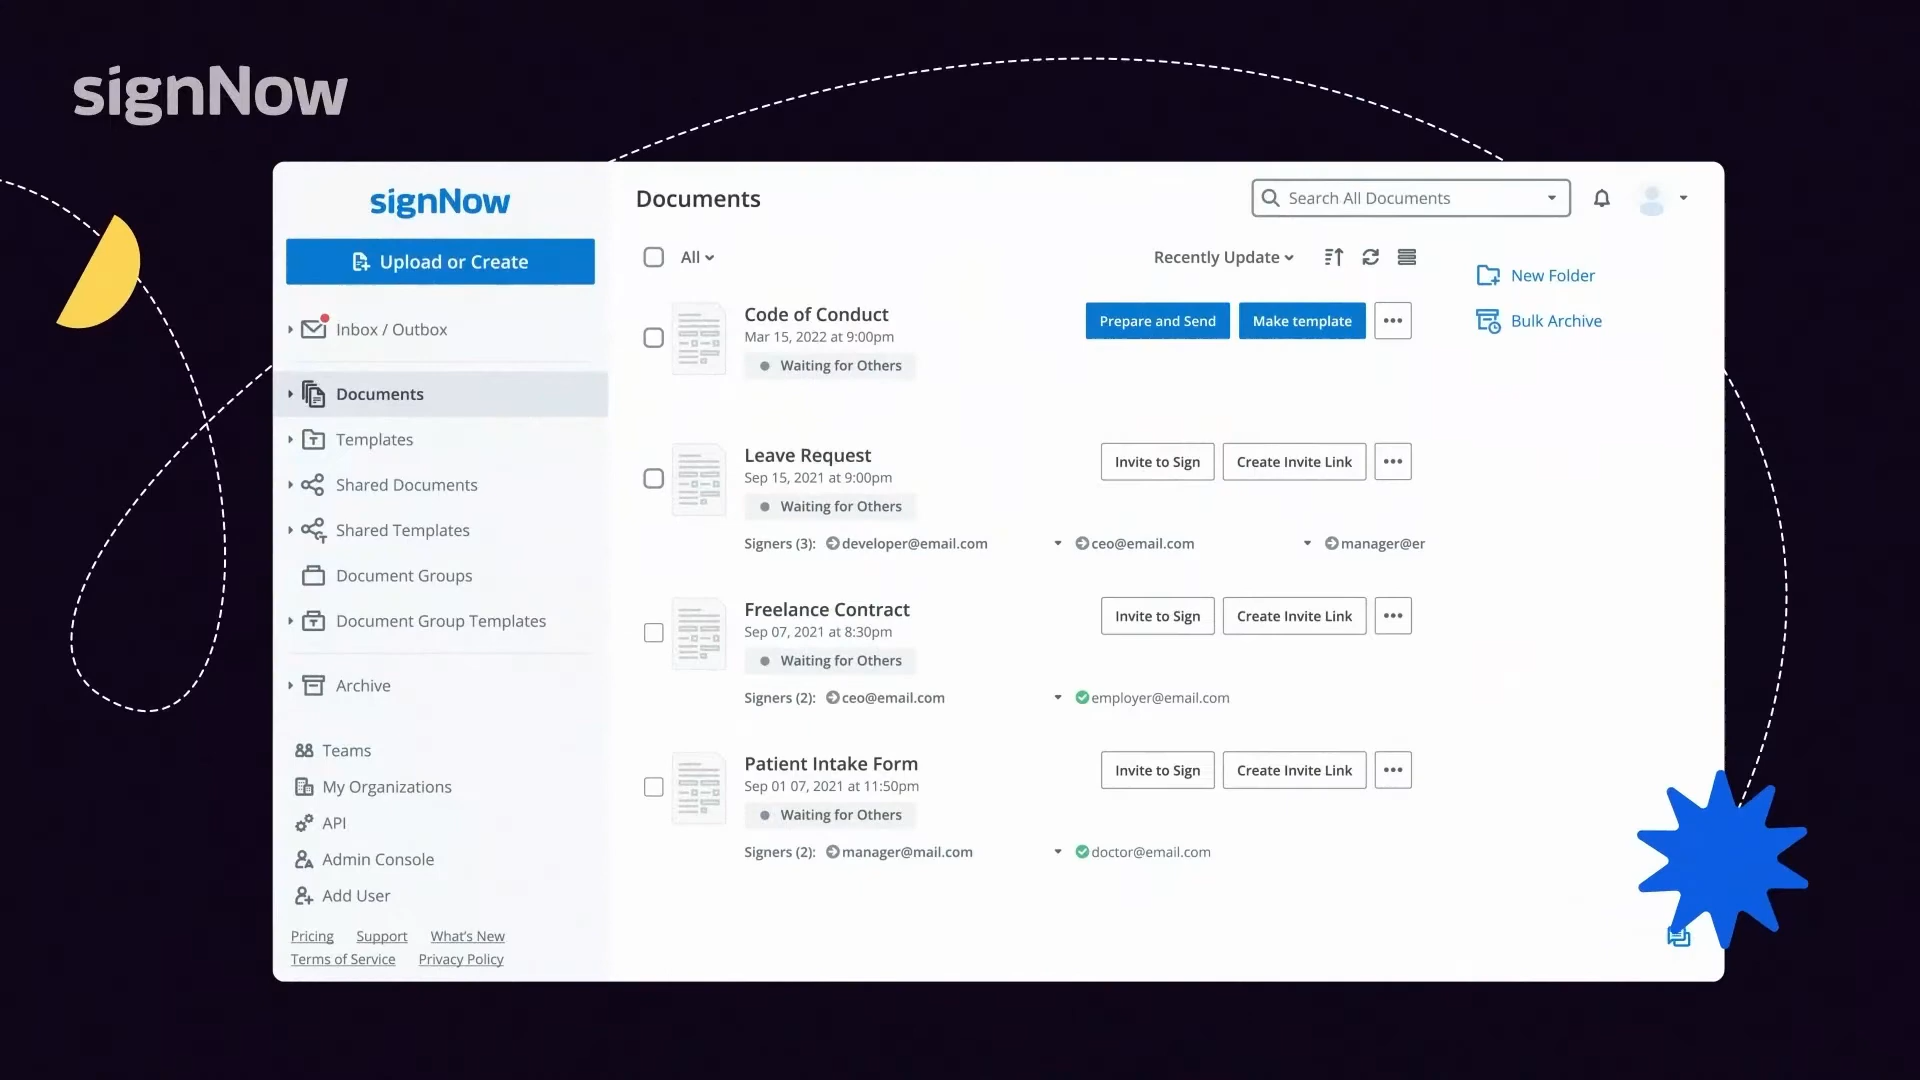 signNow
signNow
Upload or Create
Inbox / Outbox
Documents
Templates
Shared Documents
Shared Templates
Document Groups
Document Group Templates
Archive
Teams
My Organizations
API
Admin Console
Add User
Pricing Support What's New
Terms of Service Privacy Policy
Documents
Search All Documents
All
Recently Update
New Folder
Bulk Archive
Code of Conduct
Mar 15, 2022 at 9:00pm
Waiting for Others
Prepare and Send
Make template
Leave Request
Sep 15, 2021 at 9:00pm
Waiting for Others
Invite to Sign
Create Invite Link
Signers (3): developer@email.com ceo@email.com manager@er
Freelance Contract
Sep 07, 2021 at 8:30pm
Waiting for Others
Invite to Sign
Create Invite Link
Signers (2): ceo@email.com employer@email.com
Patient Intake Form
Sep 01 07, 2021 at 11:50pm
Waiting for Others
Invite to Sign
Create Invite Link
Signers (2): manager@mail.com doctor@email.com